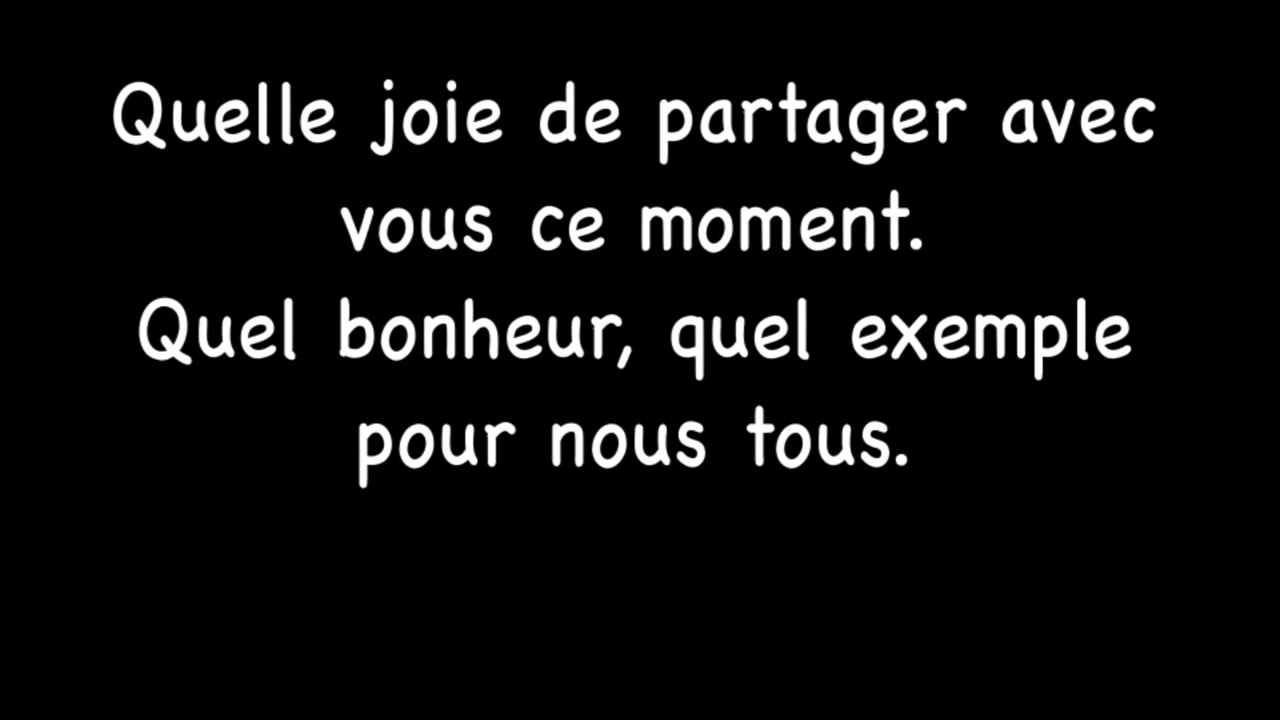 Quelle joie de partager avec
vous ce moment.
Quel bonheur, quel exemple
pour nous tous.